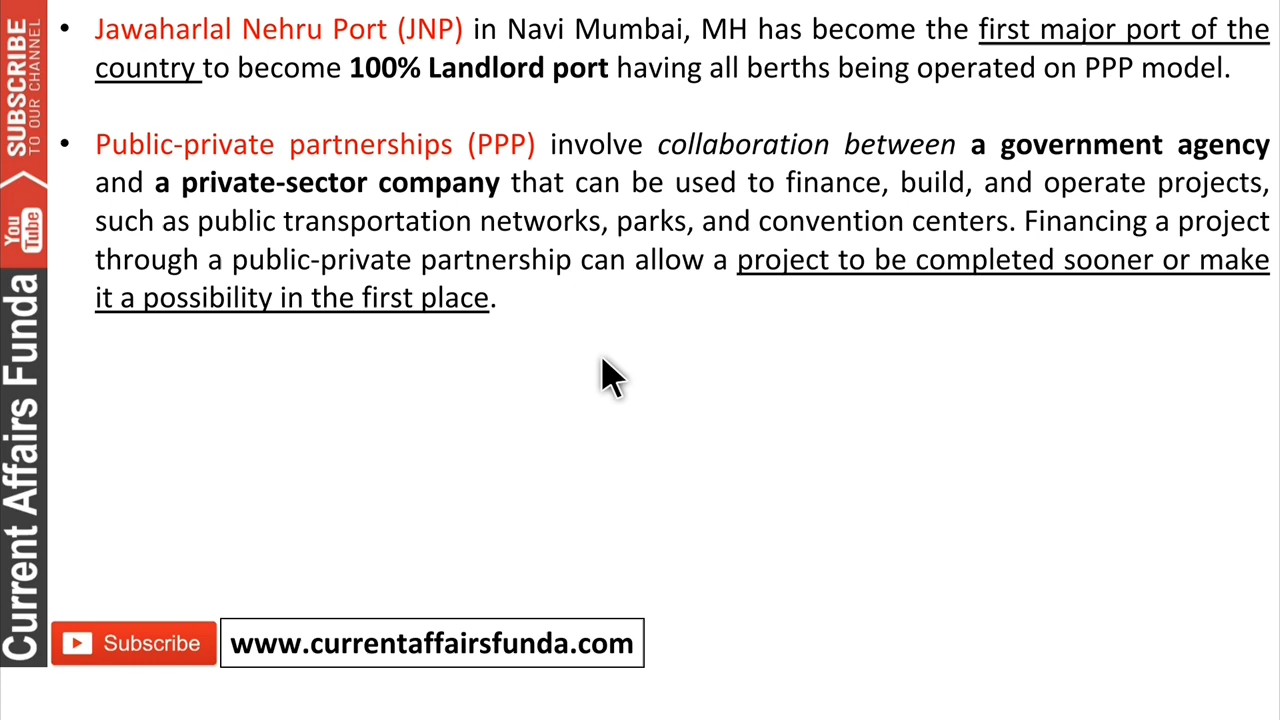 • Jawaharlal Nehru Port (JNP) in Navi Mumbai, MH has become the first major port of the
country to become 100% Landlord port having all berths being operated on PPP model.
• Public-private partnerships (PPP) involve collaboration between a government agency
and a private-sector company that can be used to finance, build, and operate projects,
such as public transportation networks, parks, and convention centers. Financing a project
through a public-private partnership can allow a project to be completed sooner or make
it a possibility in the first place.
SUBSCRIBE
TO OUR CHANNEL
You Tube
Current Affairs Funda
Subscribe
www.currentaffairsfunda.com